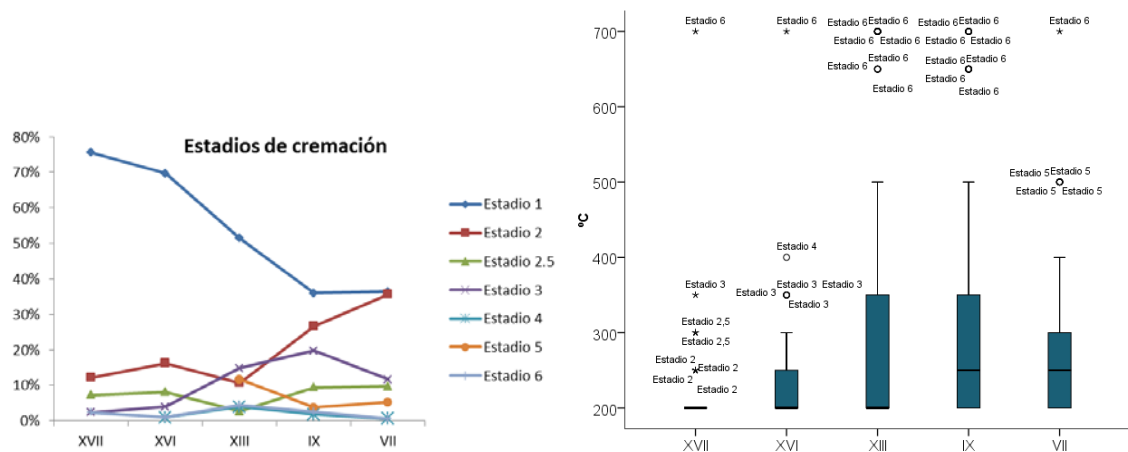 Estadios de cremación
80%
70%
60%
50%
40%
30%
20%
10%
0%
XVII XVI XIII IX VII
Estadio 1
Estadio 2
Estadio 2.5
Estadio 3
Estadio 4
Estadio 5
Estadio 6
ºC
700
600
500
400
300
200
XVII XVI XIII IX VII
Estadio 6
Estadio 3
Estadio 2,5
Estadio 2,5
Estadio 2
Estadio 2
Estadio 2
Estadio 2
Estadio 6
Estadio 4
Estadio 3
Estadio 3 Estadio 3
Estadio 3
Estadio 6 Estadio 6
Estadio 6 Estadio 6
Estadio 6
Estadio 6
Estadio 6
Estadio 6 Estadio 6
Estadio 6 Estadio 6
Estadio 6 Estadio 6
Estadio 6
Estadio 6
Estadio 6
Estadio 5 Estadio 5
Estadio 5 Estadio 5